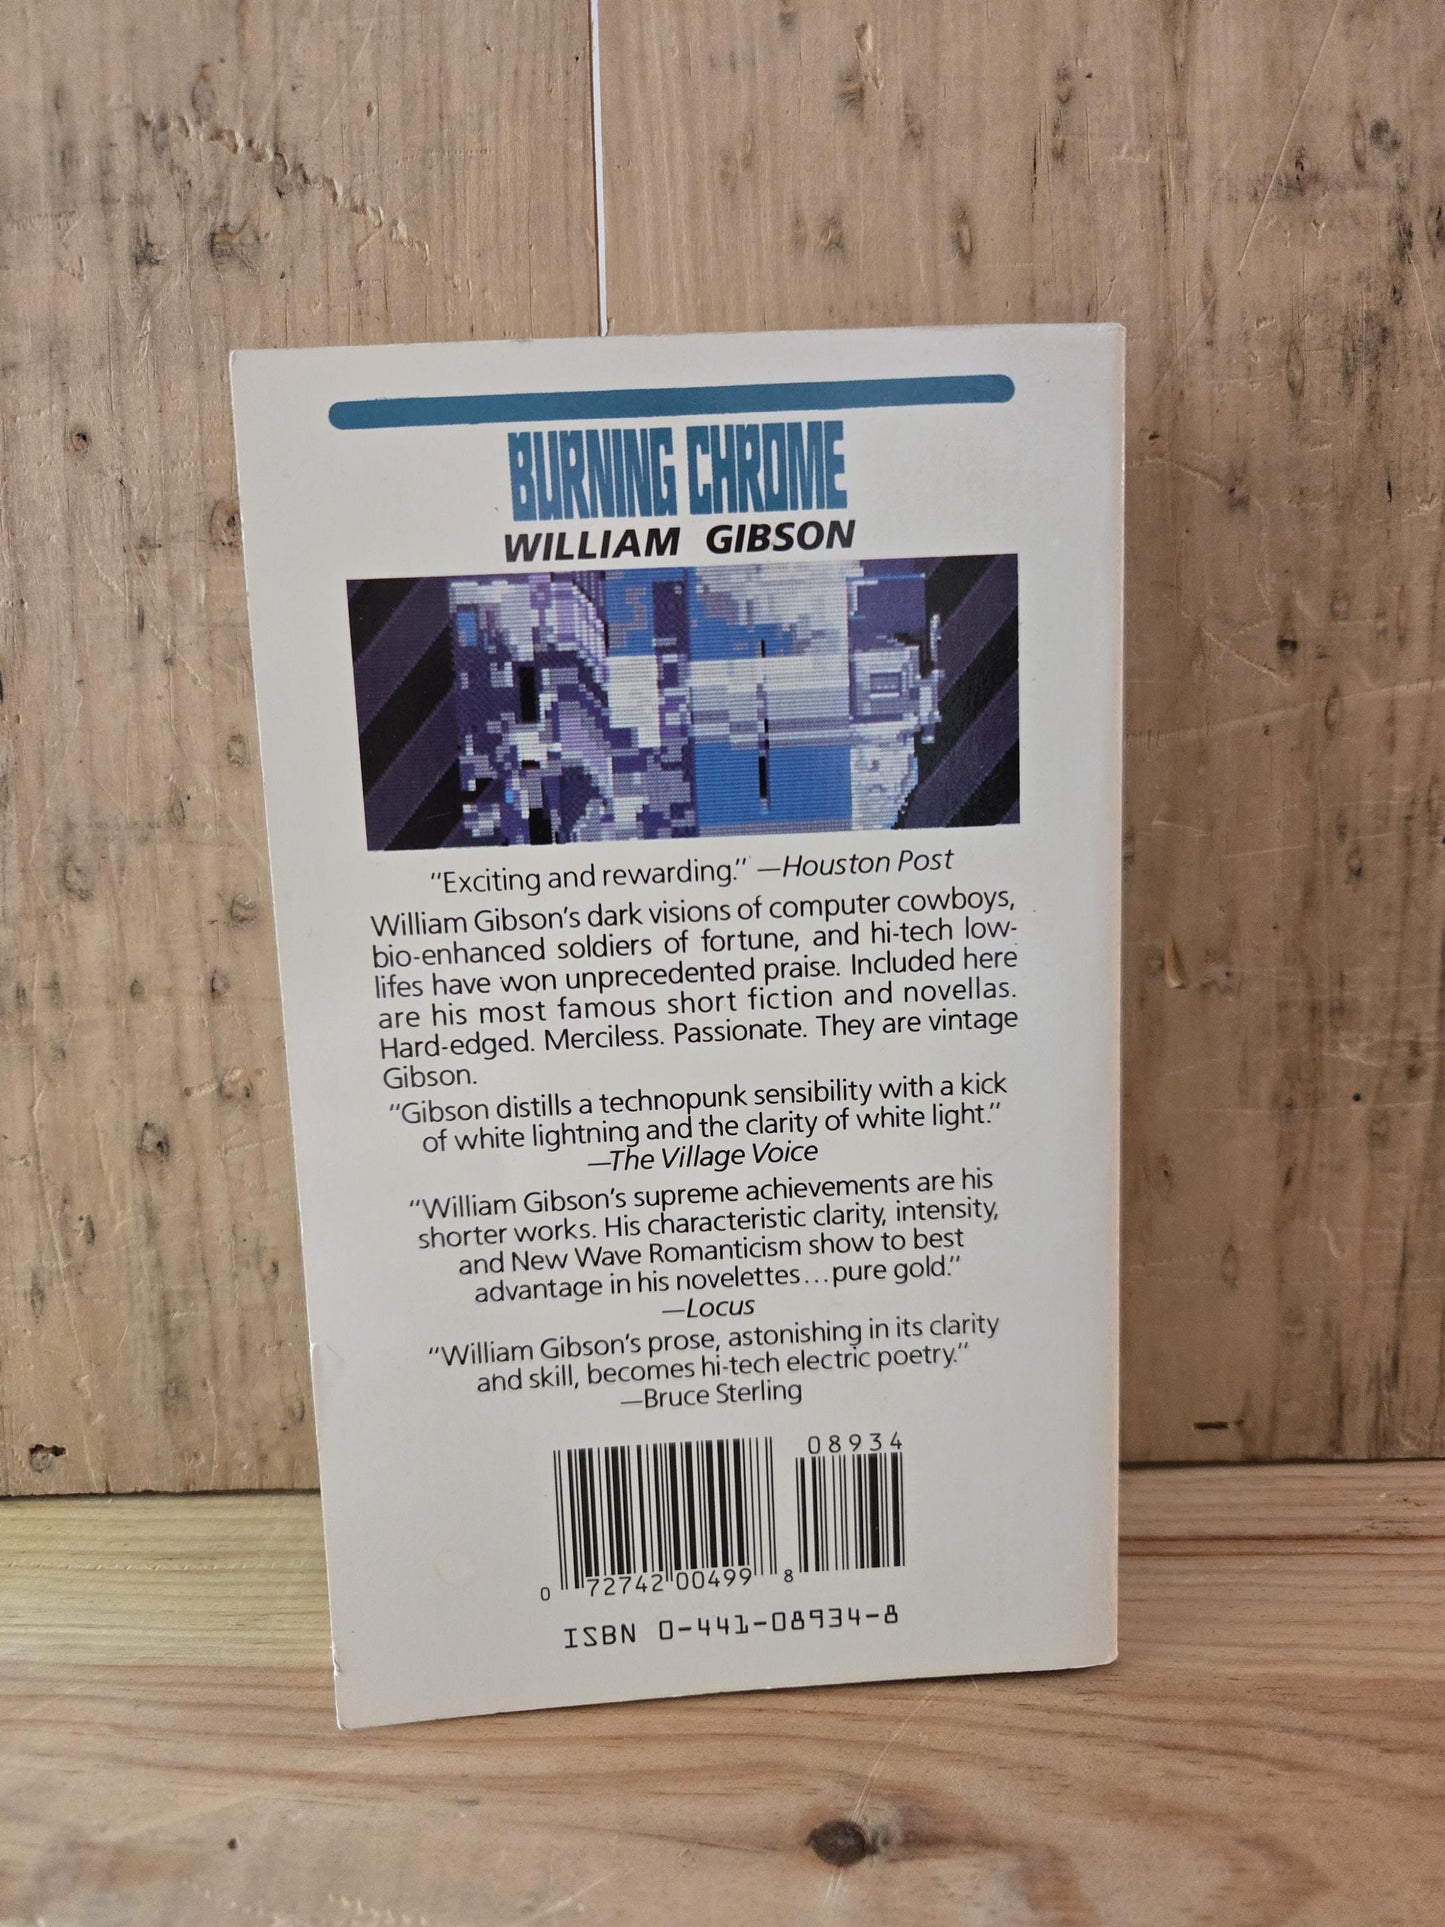 BURNING CHROME
WILLIAM GIBSON
"Exciting and rewarding." —Houston Post
William Gibson's dark visions of computer cowboys,
bio-enhanced soldiers of fortune, and hi-tech low-
lifes have won unprecedented praise. Included here
are his most famous short fiction and novellas.
Hard-edged. Merciless. Passionate. They are vintage
Gibson.
"Gibson distills a technopunk sensibility with a kick
of white lightning and the clarity of white light."
—The Village Voice
"William Gibson's supreme achievements are his
shorter works. His characteristic clarity, intensity,
and New Wave Romanticism show to best
advantage in his novelettes...pure gold."
—Locus
"William Gibson's prose, astonishing in its clarity
and skill, becomes hi-tech electric poetry."
—Bruce Sterling
08934
0 72742 00499 8
ISBN 0-441-08934-8